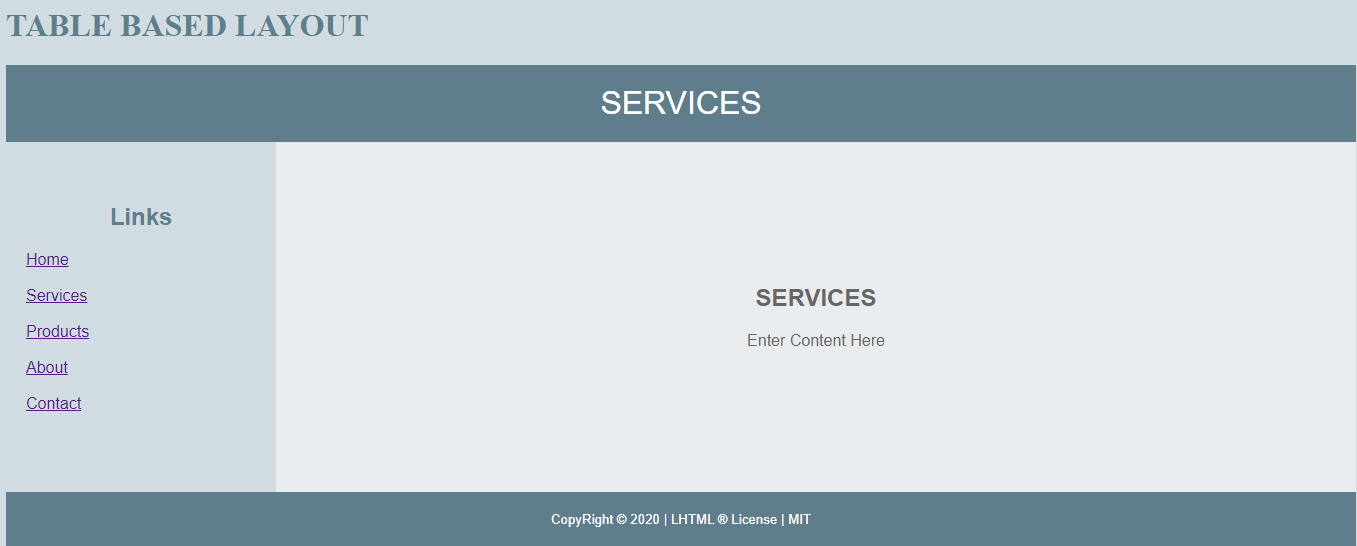 TABLE BASED LAYOUT
SERVICES
Links
Home
Services
Products
About
Contact
SERVICES
Enter Content Here
CopyRight © 2020 | LHTML ® License | MIT